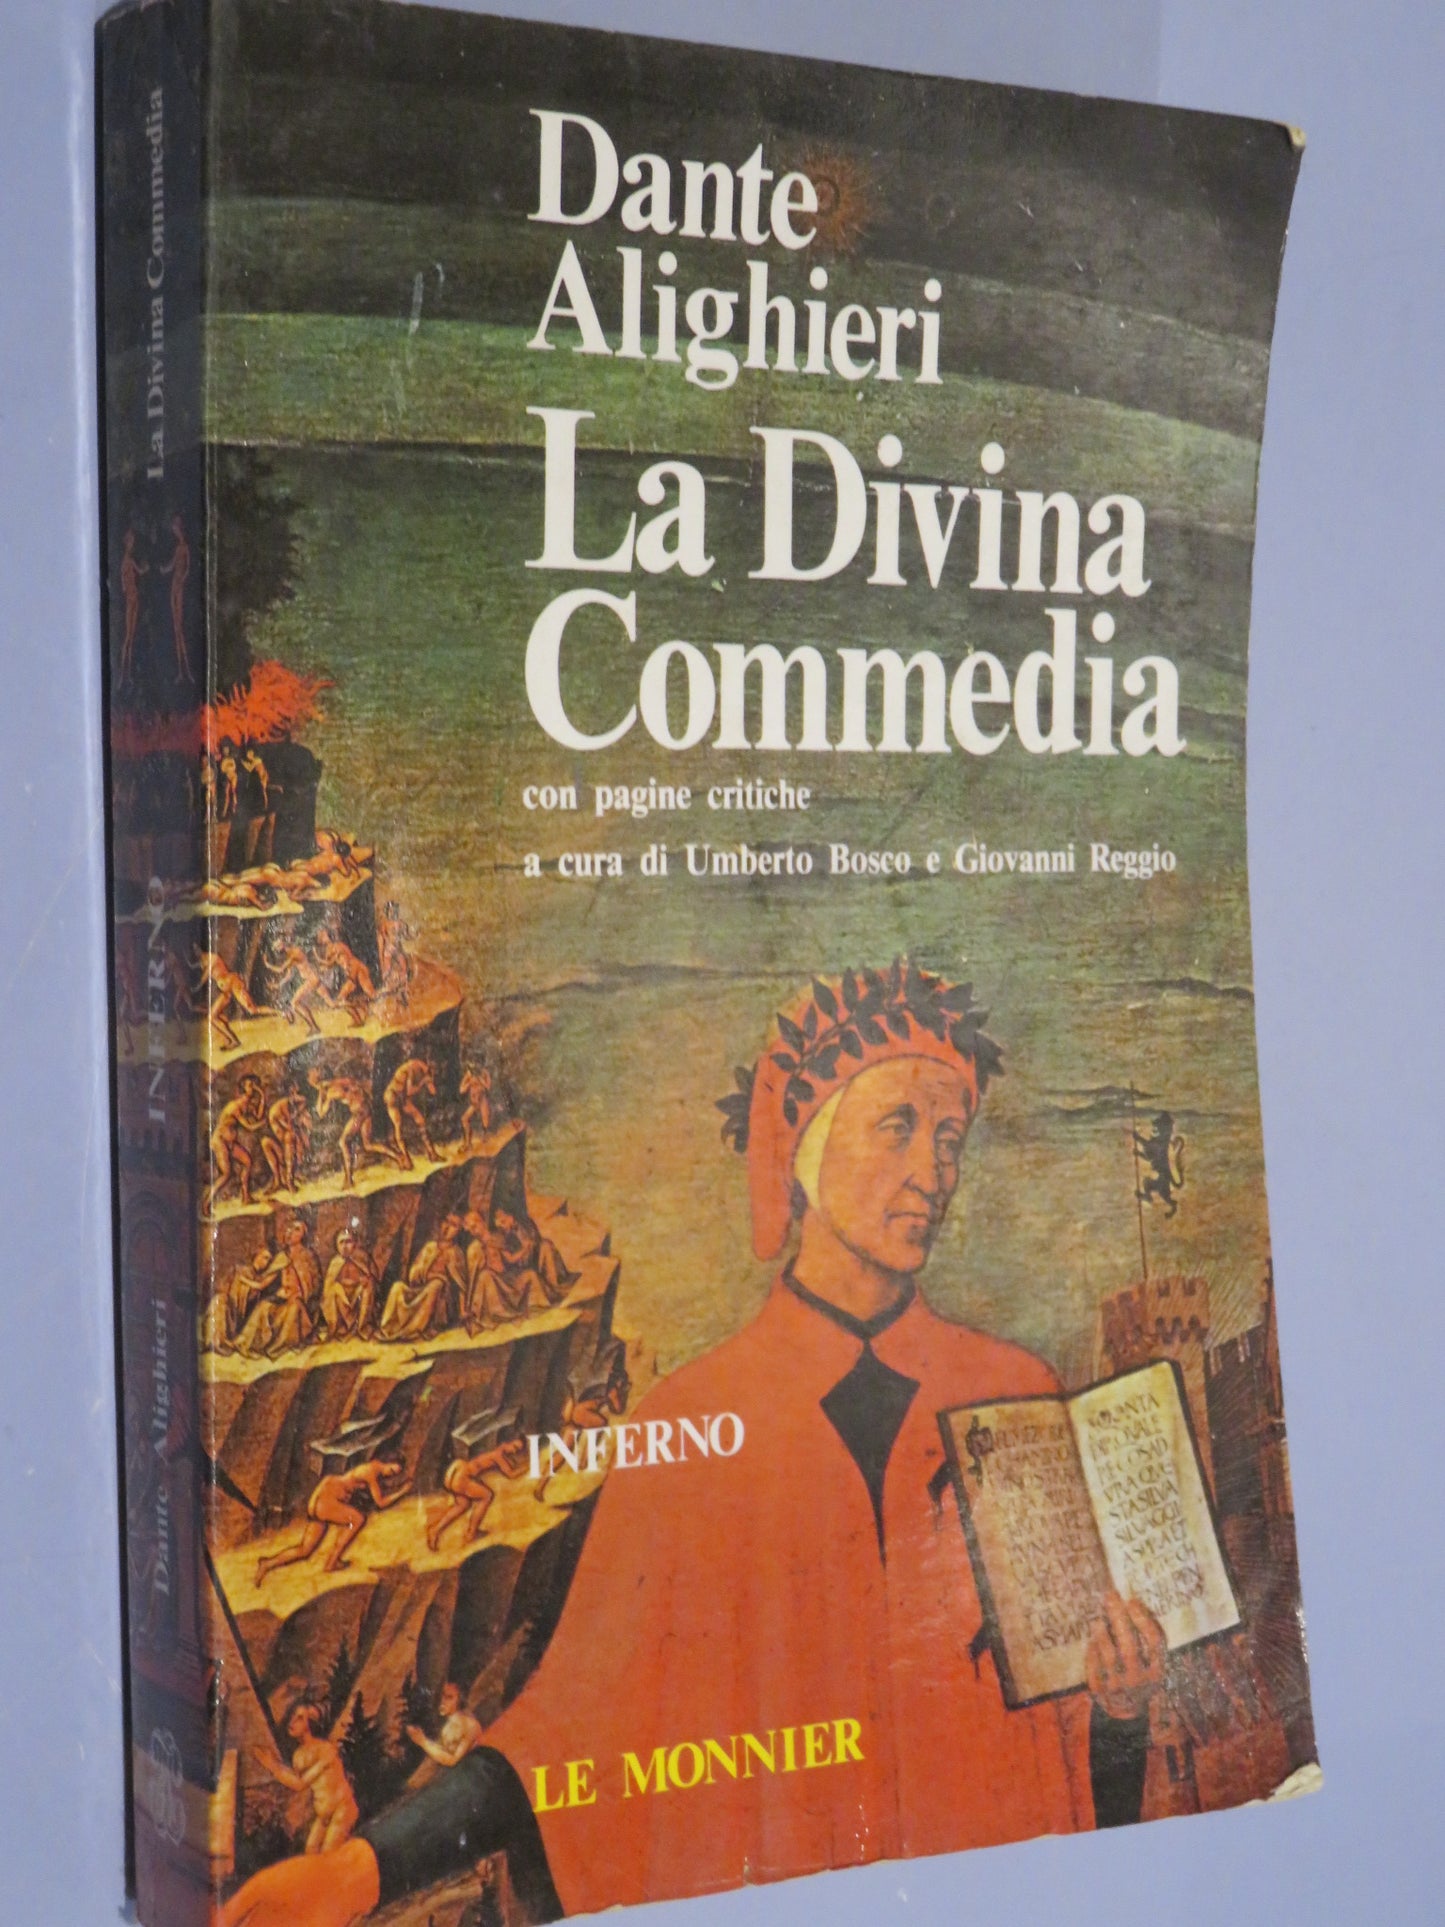 Dante
Alighieri
La Divina
Commedia
con pagine critiche
a cura di Umberto Bosco e Giovanni Reggio
INFERNO
LE MONNIER
La Divina Commedia
INFERNO
Dante Alighieri